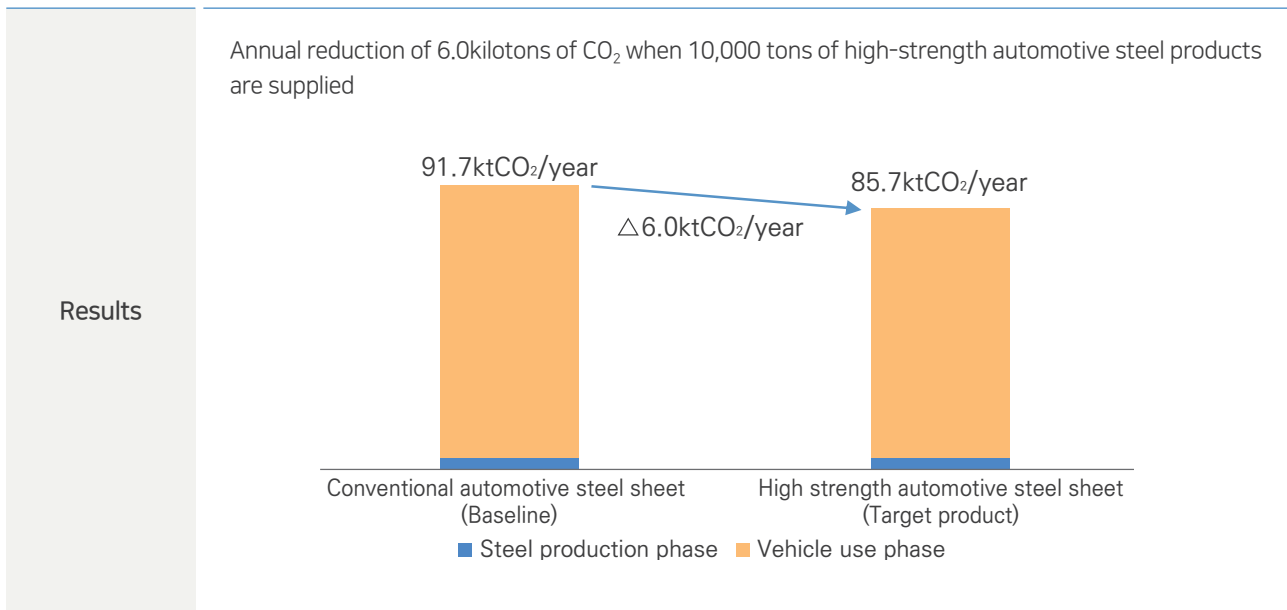 Annual reduction of 6.0kilotons of CO₂ when 10,000 tons of high-strength automotive steel products
are supplied
91.7ktCO₂/year
85.7ktCO₂/year
△6.0ktCO₂/year
Results
Conventional automotive steel sheet
(Baseline)
High strength automotive steel sheet
(Target product)
Steel production phase
Vehicle use phase